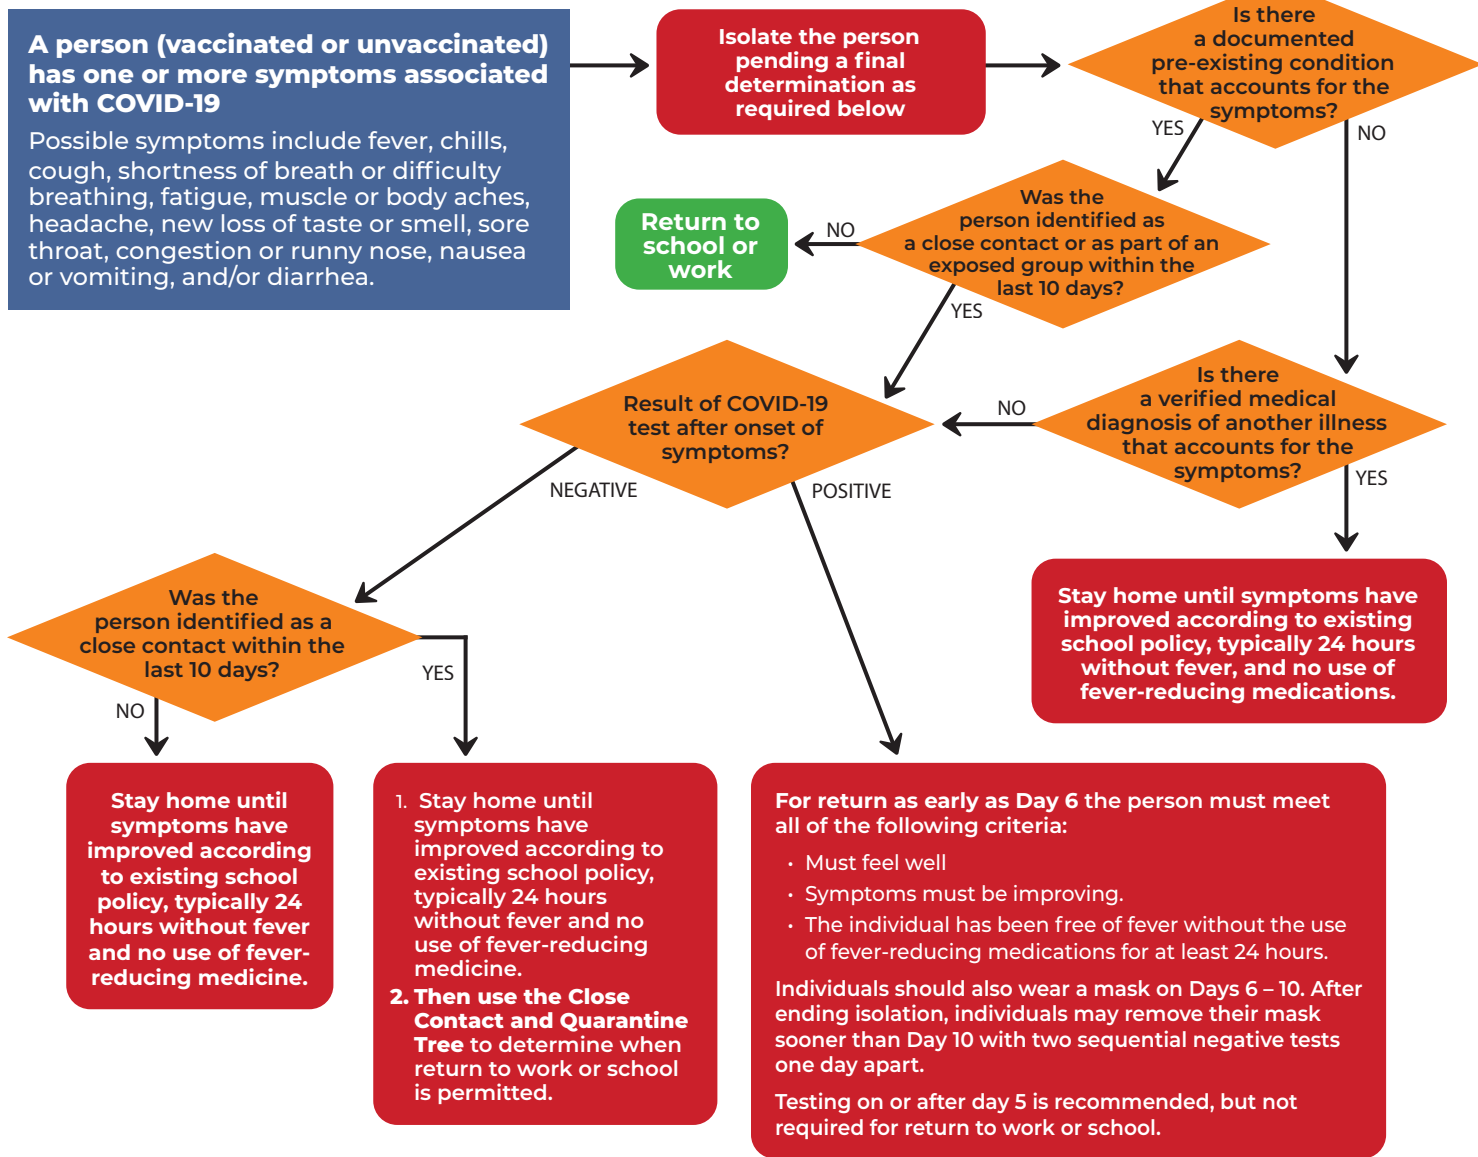 A person (vaccinated or unvaccinated)
has one or more symptoms associated
with COVID-19
Possible symptoms include fever, chills,
cough, shortness of breath or difficulty
breathing, fatigue, muscle or body aches,
headache, new loss of taste or smell, sore
throat, congestion or runny nose, nausea
or vomiting, and/or diarrhea.
Isolate the person
pending a final
determination as
required below
Is there
a documented
pre-existing condition
that accounts for the
symptoms?
YES
NO
Was the
person identified as
a close contact or as part of an
exposed group within the
last 10 days?
NO
Return to
school or
work
YES
Is there
a verified medical
diagnosis of another illness
that accounts for the
symptoms?
NO
YES
Result of COVID-19
test after onset of
symptoms?
NEGATIVE
POSITIVE
Stay home until symptoms have
improved according to existing
school policy, typically 24 hours
without fever, and no use of
fever-reducing medications.
Was the
person identified as a
close contact within the
last 10 days?
NO
YES
Stay home until
symptoms have
improved according
to existing school
policy, typically 24
hours without fever
and no use of fever-
reducing medicine.
1. Stay home until
symptoms have
improved according to
existing school policy,
typically 24 hours
without fever and no
use of fever-reducing
medicine.
2. Then use the Close
Contact and Quarantine
Tree to determine when
return to work or school
is permitted.
For return as early as Day 6 the person must meet
all of the following criteria:
• Must feel well
• Symptoms must be improving.
• The individual has been free of fever without the use
of fever-reducing medications for at least 24 hours.
Individuals should also wear a mask on Days 6 – 10. After
ending isolation, individuals may remove their mask
sooner than Day 10 with two sequential negative tests
one day apart.
Testing on or after day 5 is recommended, but not
required for return to work or school.